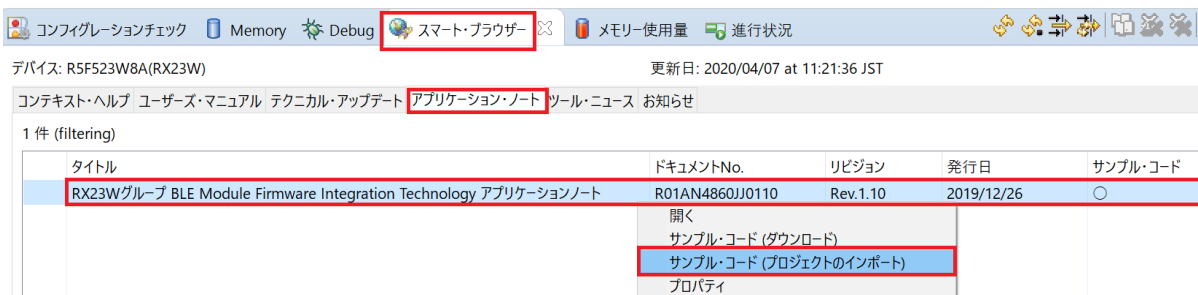 コンフィグレーションチェック Memory Debug スマート・ブラウザー メモリー使用量 進行状況
デバイス: R5F523W8A(RX23W) 更新日: 2020/04/07 at 11:21:36 JST
コンテキスト・ヘルプ ユーザーズ・マニュアル テクニカル・アップデート アプリケーション・ノート ツール・ニュース お知らせ
1 件 (filtering)
タイトル ドキュメントNo. リビジョン 発行日 サンプル・コード
RX23Wグループ BLE Module Firmware Integration Technology アプリケーションノート R01AN4860JJ0110 Rev.1.10 2019/12/26 ○
開く
サンプル・コード (ダウンロード)
サンプル・コード (プロジェクトのインポート)
プロパティ